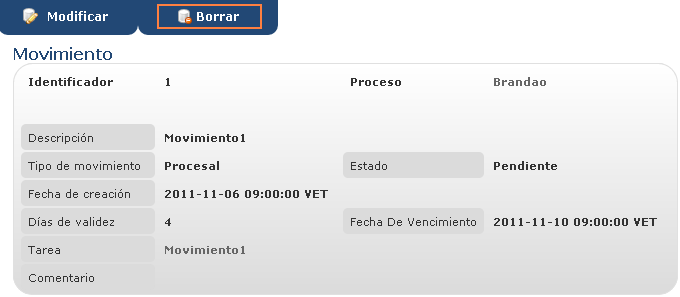 Modificar Borrar
Movimiento
Identificador 1 Proceso Brandao
Descripción Movimiento1
Tipo de movimiento Procesal Estado Pendiente
Fecha de creación 2011-11-06 09:00:00 VET
Días de validez 4 Fecha De Vencimiento 2011-11-10 09:00:00 VET
Tarea Movimiento1
Comentario